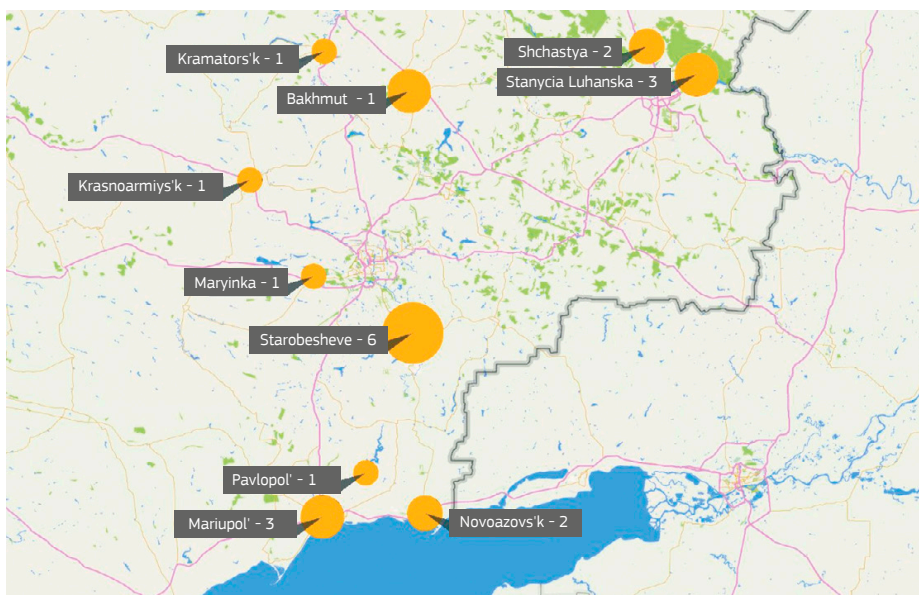 Kramators'k - 1
Shchastya - 2
Stanycia Luhanska - 3
Bakhmut - 1
Krasnoarmiys'k - 1
Maryinka - 1
Starobesheve - 6
Pavlopol' - 1
Mariupol' - 3
Novoazovs'k - 2